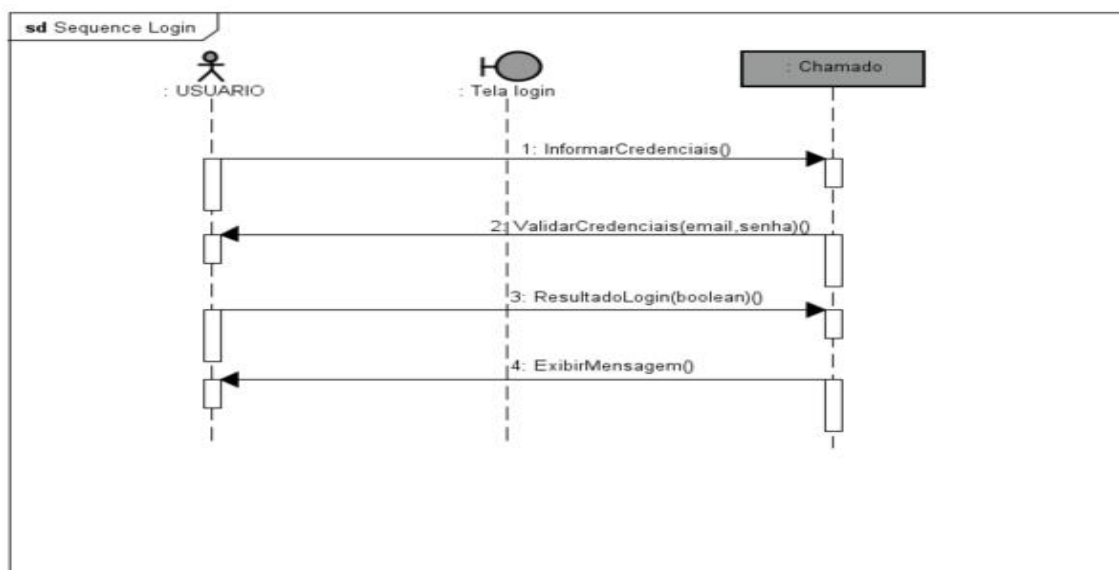 sd Sequence Login
: USUARIO
: Tela login
: Chamado
1: InformarCredenciais()
2: ValidarCredenciais(email,senha)()
3: ResultadoLogin(boolean)()
4: ExibirMensagem()